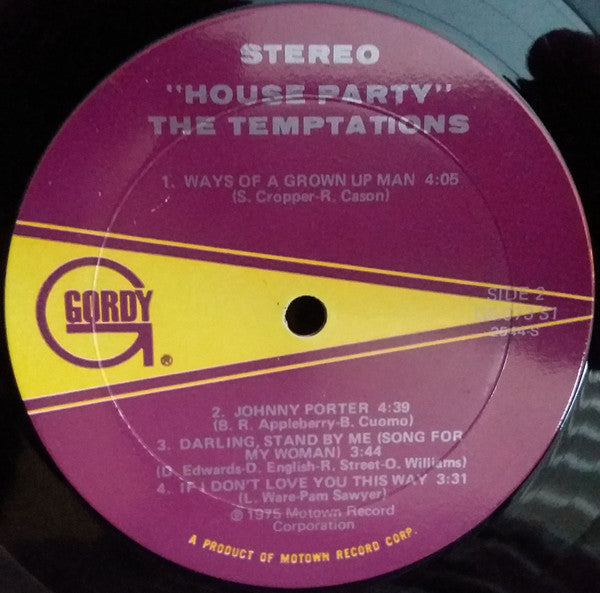 STEREO
"HOUSE PARTY"
THE TEMPTATIONS
1. WAYS OF A GROWN UP MAN 4:05
(S. Cropper-R. Cason)
GORDY
®
SIDE 2
S1
2644-S
2. JOHNNY PORTER 4:39
(B. R. Appleberry-B. Cuomo)
3. DARLING, STAND BY ME (SONG FOR
MY WOMAN) 3:44
(D. Edwards-D. English-R. Street-O. Williams)
4. IF I DON'T LOVE YOU THIS WAY 3:31
(L. Ware-Pam Sawyer)
℗ 1975 Motown Record
Corporation
A PRODUCT OF MOTOWN RECORD CORP.